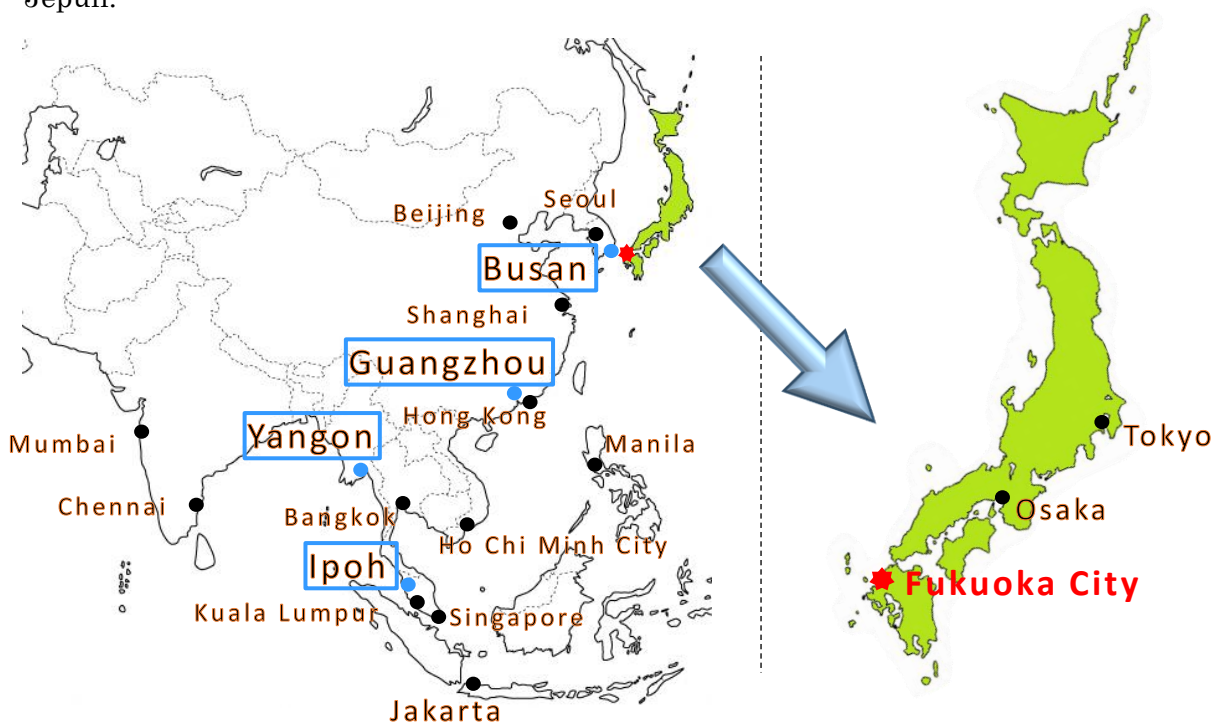 Jepun.
Seoul
Beijing
Busan
Shanghai
Guangzhou
Hong Kong
Yangon
Mumbai
Manila
Chennai
Bangkok
Ho Chi Minh City
Ipoh
Kuala Lumpur
Singapore
Jakarta
Tokyo
Osaka
Fukuoka City